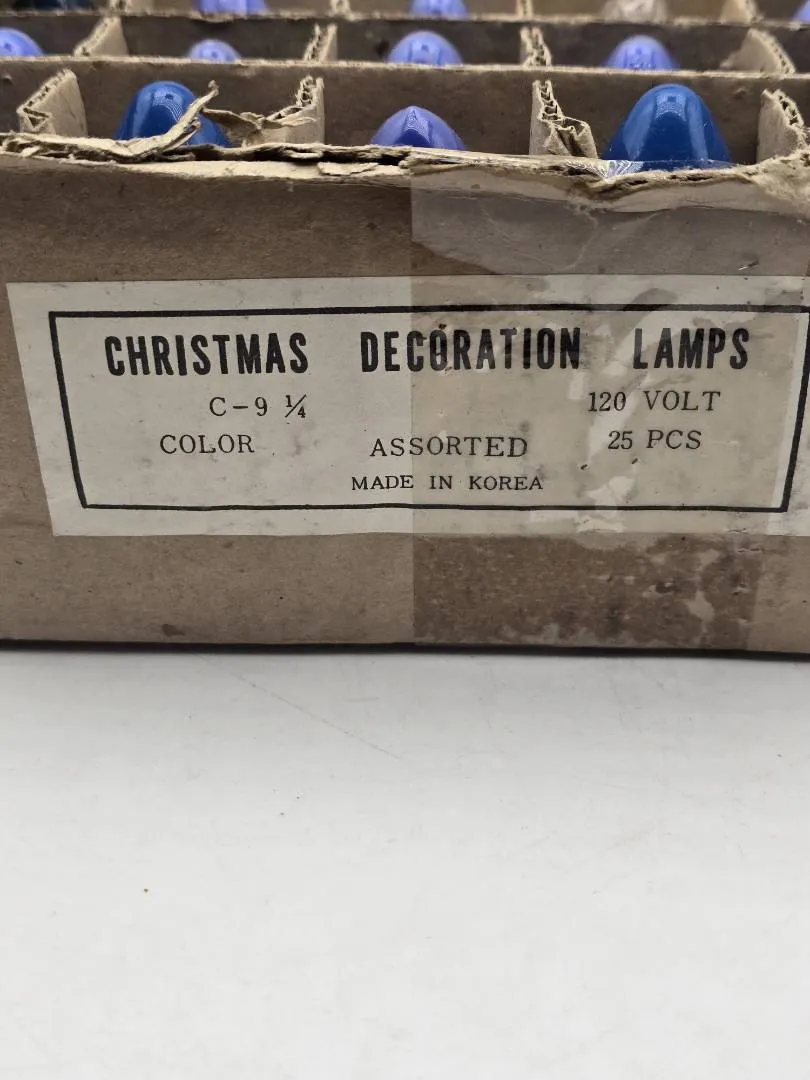 CHRISTMAS DECORATION LAMPS
C-9 ¼ 120 VOLT
COLOR ASSORTED 25 PCS
MADE IN KOREA